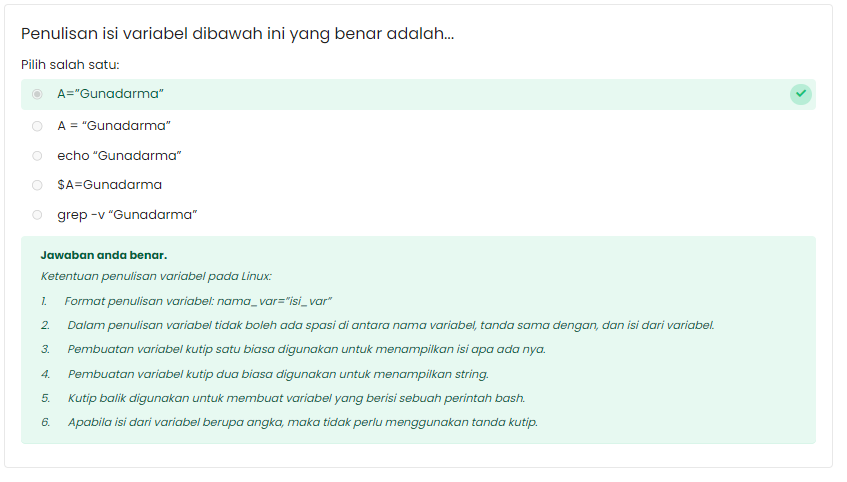 Penulisan isi variabel dibawah ini yang benar adalah...
Pilih salah satu:
A=”Gunadarma”
A = “Gunadarma”
echo “Gunadarma”
$A=Gunadarma
grep -v “Gunadarma”
Jawaban anda benar.
Ketentuan penulisan variabel pada Linux:
1. Format penulisan variabel: nama_var=”isi_var”
2. Dalam penulisan variabel tidak boleh ada spasi di antara nama variabel, tanda sama dengan, dan isi dari variabel.
3. Pembuatan variabel kutip satu biasa digunakan untuk menampilkan isi apa ada nya.
4. Pembuatan variabel kutip dua biasa digunakan untuk menampilkan string.
5. Kutip balik digunakan untuk membuat variabel yang berisi sebuah perintah bash.
6. Apabila isi dari variabel berupa angka, maka tidak perlu menggunakan tanda kutip.